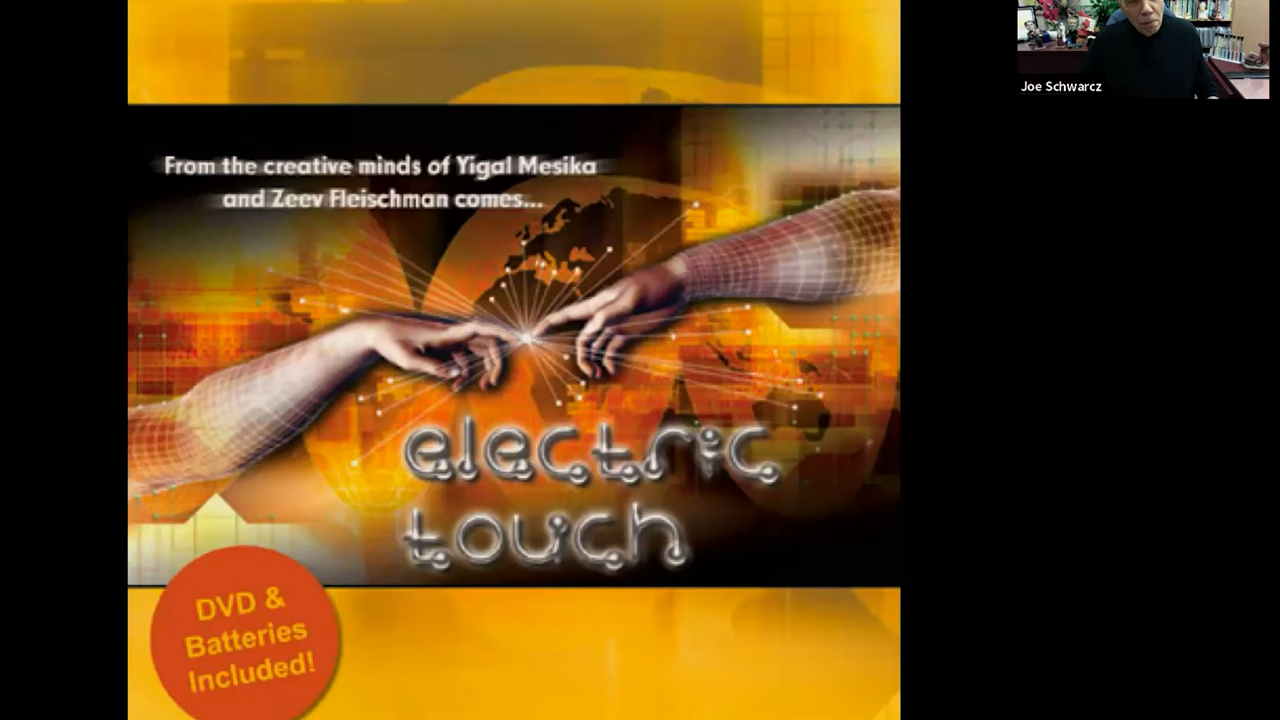 Joe Schwarcz
From the creative minds of Yigal Mesika
and Zeev Fleischman comes...
electric
touch
DVD &
Batteries
Included!